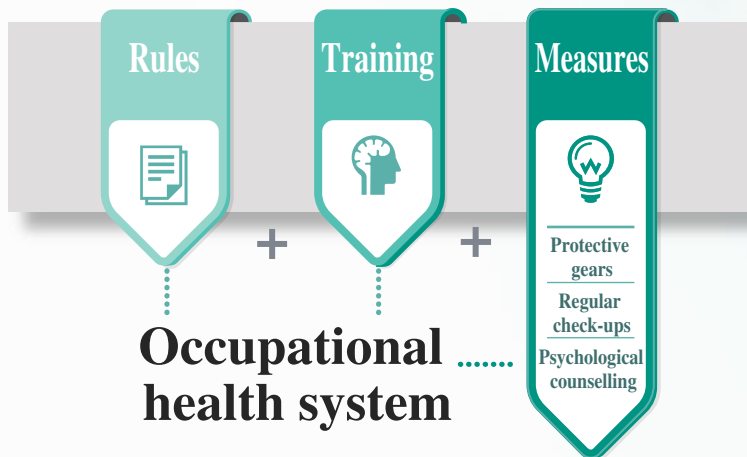 Rules
Training
Measures
+
+
Protective
gears
Regular
check-ups
Psychological
counselling
Occupational
health system